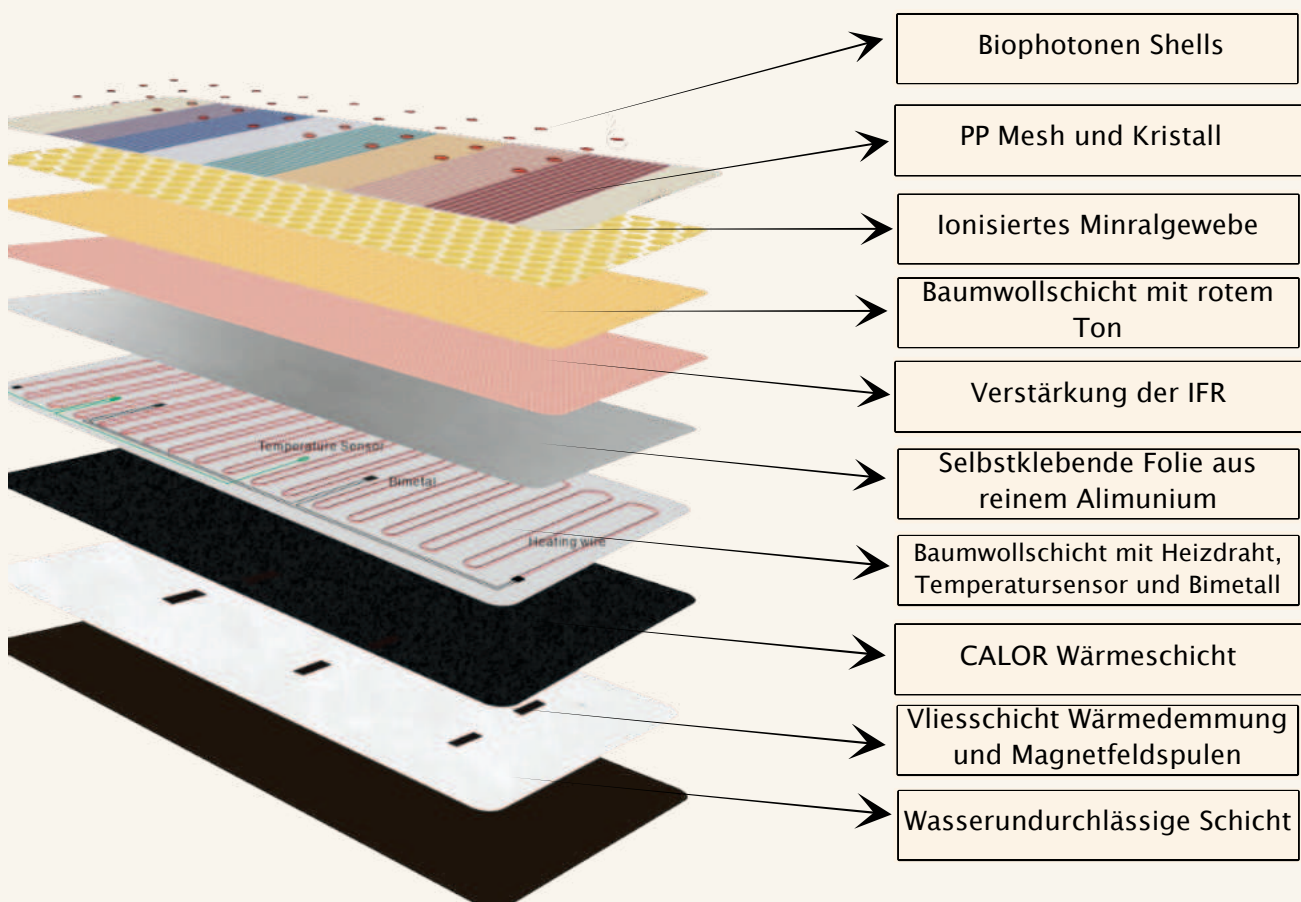 Biophotonen Shells
PP Mesh und Kristall
Ionisiertes Minralgewebe
Baumwollschicht mit rotem
Ton
Verstärkung der IFR
Selbstklebende Folie aus
reinem Alimunium
Baumwollschicht mit Heizdraht,
Temperatursensor und Bimetall
CALOR Wärmeschicht
Vliesschicht Wärmedemmung
und Magnetfeldspulen
Wasserundurchlässige Schicht
Temperature Sensor
Bimetal
Heating wire